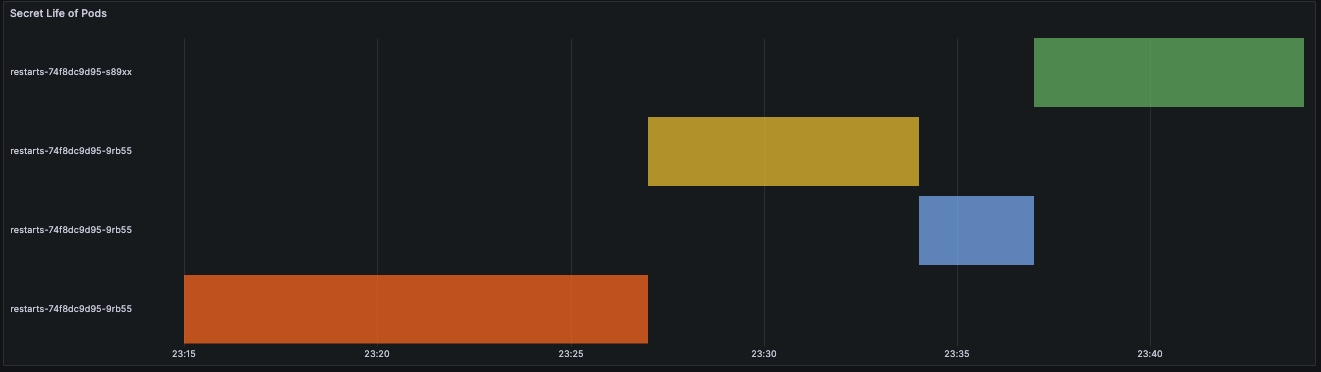 Secret Life of Pods
restarts-74f8dc9d95-s89xx
restarts-74f8dc9d95-9rb55
restarts-74f8dc9d95-9rb55
restarts-74f8dc9d95-9rb55
23:15 23:20 23:25 23:30 23:35 23:40